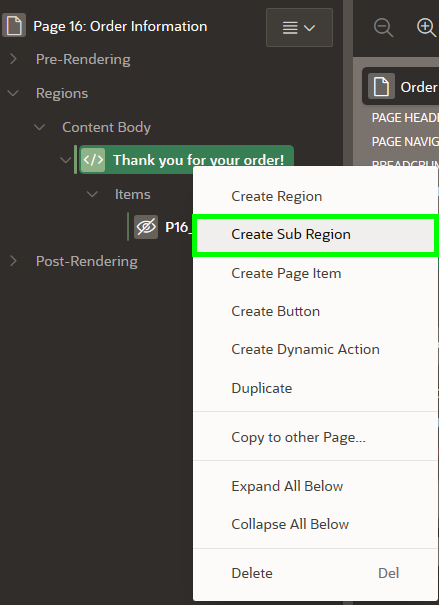 Page 16: Order Information
Pre-Rendering
Regions
Content Body
</> Thank you for your order!
Items
P16_
Post-Rendering
Order
PAGE HEAD
PAGE NAVIG
BREADCRUM
Create Region
Create Sub Region
Create Page Item
Create Button
Create Dynamic Action
Duplicate
Copy to other Page...
Expand All Below
Collapse All Below
Delete Del